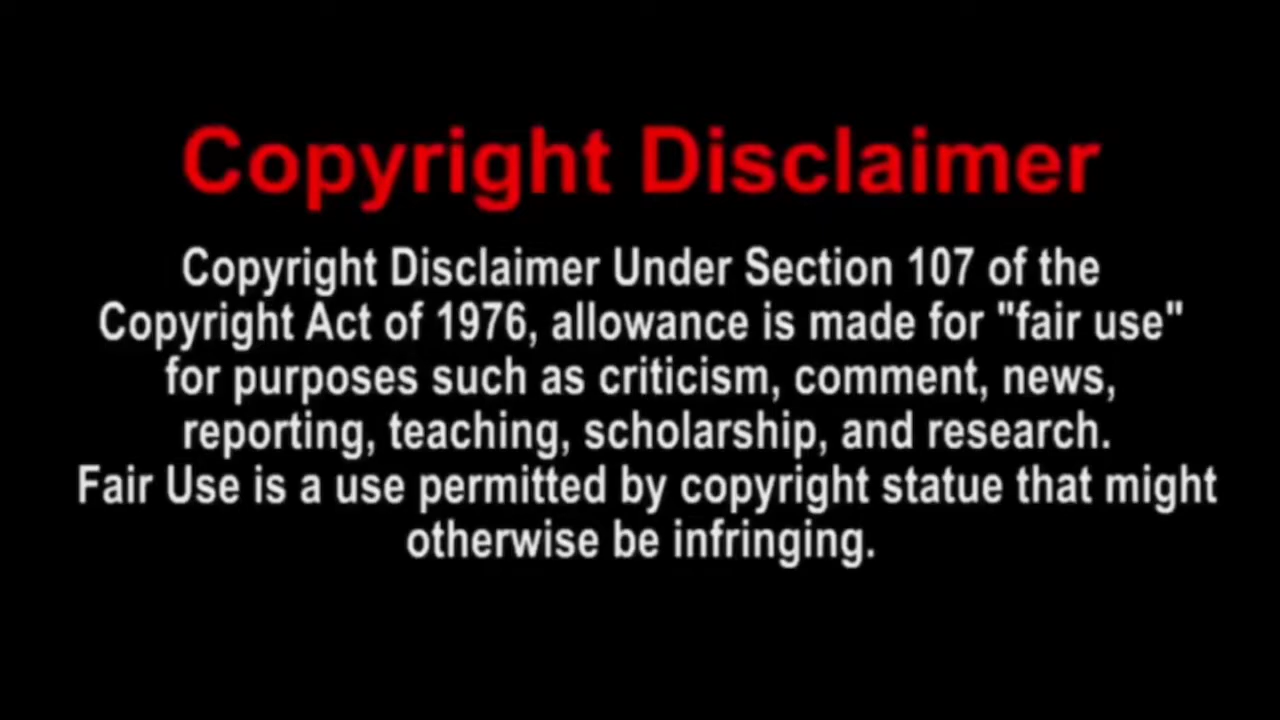 Copyright Disclaimer
Copyright Disclaimer Under Section 107 of the
Copyright Act of 1976, allowance is made for "fair use"
for purposes such as criticism, comment, news,
reporting, teaching, scholarship, and research.
Fair Use is a use permitted by copyright statue that might
otherwise be infringing.